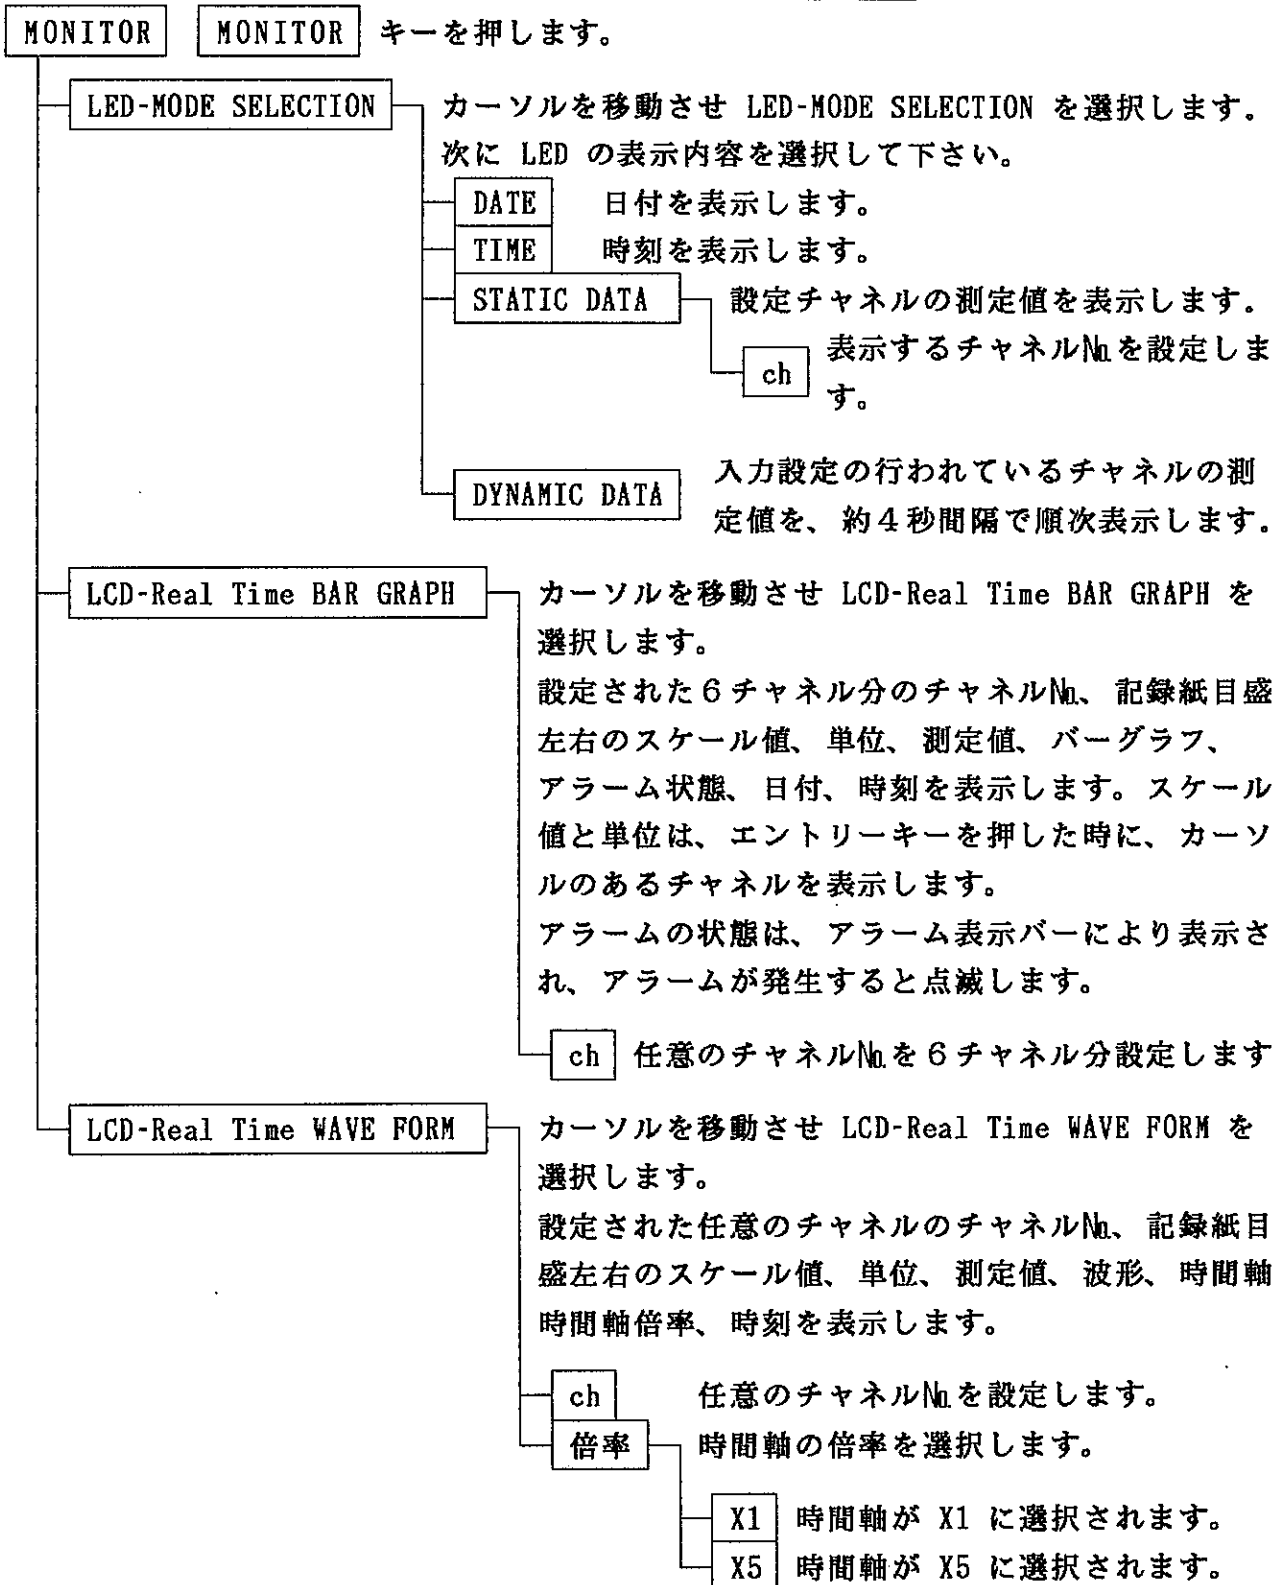 MONITOR MONITOR キーを押します。
LED-MODE SELECTION カーソルを移動させ LED-MODE SELECTION を選択します。
次に LED の表示内容を選択して下さい。
DATE 日付を表示します。
TIME 時刻を表示します。
STATIC DATA 設定チャネルの測定値を表示します。
表示するチャネル№を設定しま
ch す。
入力設定の行われているチャネルの測
DYNAMIC DATA 定値を、約4秒間隔で順次表示します。
LCD-Real Time BAR GRAPH カーソルを移動させ LCD-Real Time BAR GRAPH を
選択します。
設定された6チャネル分のチャネル№、記録紙目盛
左右のスケール値、単位、測定値、バーグラフ、
アラーム状態、日付、時刻を表示します。スケール
値と単位は、エントリーキーを押した時に、カーソ
ルのあるチャネルを表示します。
アラームの状態は、アラーム表示バーにより表示さ
れ、アラームが発生すると点滅します。
ch 任意のチャネル№を6チャネル分設定します
LCD-Real Time WAVE FORM カーソルを移動させ LCD-Real Time WAVE FORM を
選択します。
設定された任意のチャネルのチャネル№、記録紙目
盛左右のスケール値、単位、測定値、波形、時間軸
時間軸倍率、時刻を表示します。
ch 任意のチャネル№を設定します。
倍率 時間軸の倍率を選択します。
X1 時間軸が X1 に選択されます。
X5 時間軸が X5 に選択されます。